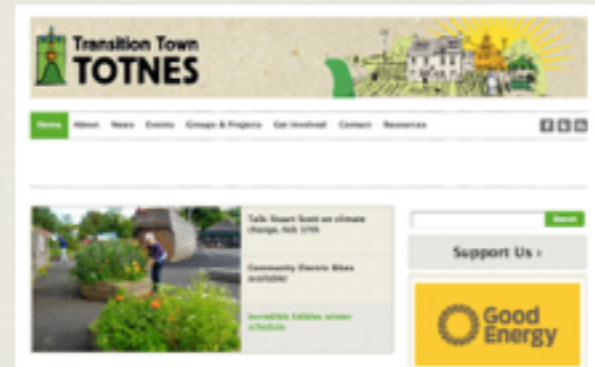 Transition Town
TOTNES
Home About News Events Groups & Projects Get Involved Contact Resources
Talk: Stuart Scott on climate
change, Feb 17th
Search
Community Electric Bikes
available!
Support Us ›
Incredible Edibles winter
schedule
Good
Energy